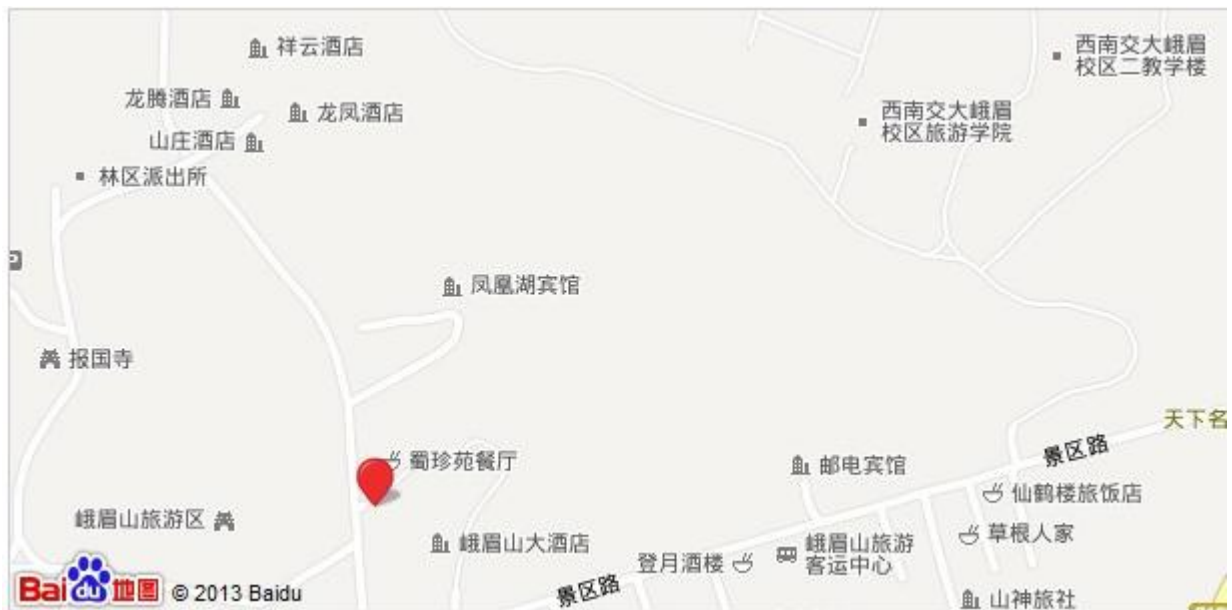 祥云酒店
西南交大峨眉
校区二教学楼
龙腾酒店
龙凤酒店
西南交大峨眉
校区旅游学院
山庄酒店
林区派出所
P
凤凰湖宾馆
报国寺
天下名
景区路
蜀珍苑餐厅
邮电宾馆
仙鹤楼旅饭店
峨眉山旅游区
草根人家
峨眉山大酒店
峨眉山旅游
客运中心
登月酒楼
景区路
山神旅社
Bai du 地图 © 2013 Baidu